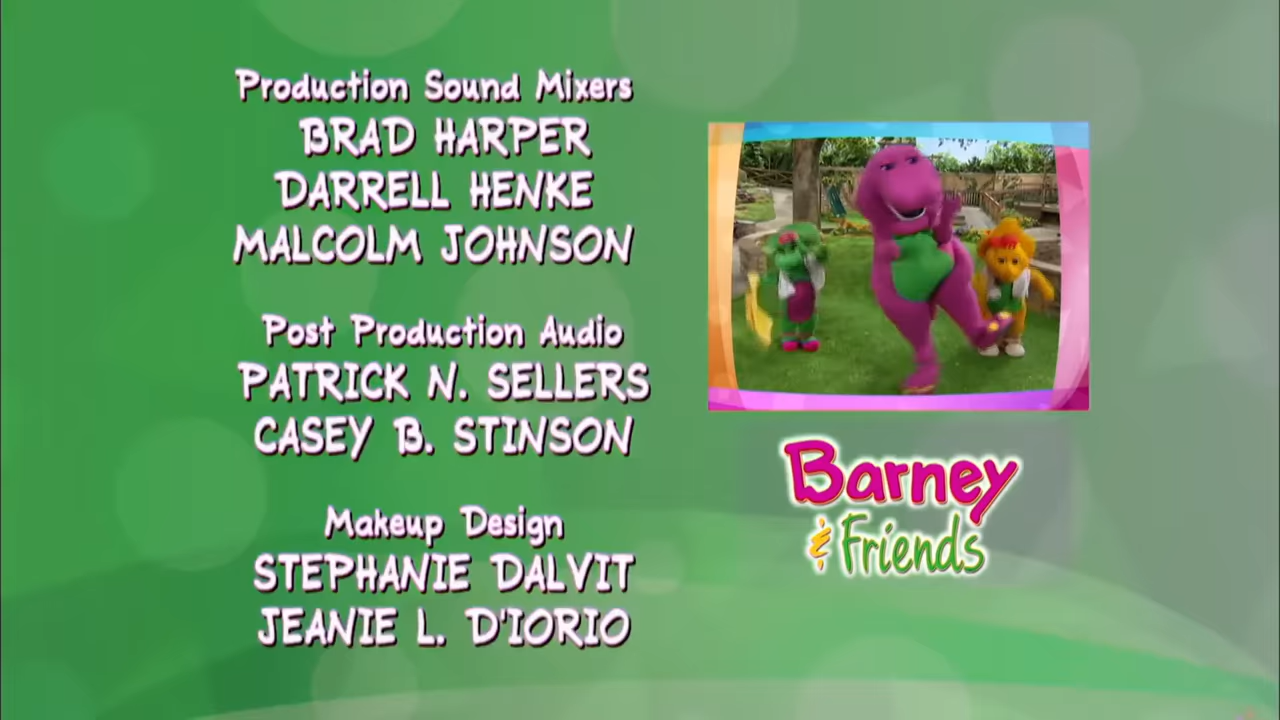 Production Sound Mixers
BRAD HARPER
DARRELL HENKE
MALCOLM JOHNSON
Post Production Audio
PATRICK N. SELLERS
CASEY B. STINSON
Makeup Design
STEPHANIE DALVIT
JEANIE L. D'IORIO
Barney
& Friends